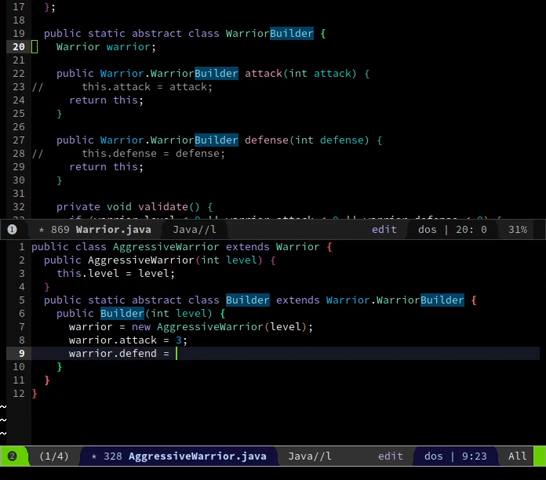 17   };
18
19   public static abstract class WarriorBuilder {
20     Warrior warrior;
21
22     public Warrior.WarriorBuilder attack(int attack) {
23 //      this.attack = attack;
24       return this;
25     }
26
27     public Warrior.WarriorBuilder defense(int defense) {
28 //      this.defense = defense;
29       return this;
30     }
31
32     private void validate() {
❶ * 869 Warrior.java Java//l edit dos | 20: 0 31%
1 public class AggressiveWarrior extends Warrior {
2   public AggressiveWarrior(int level) {
3     this.level = level;
4   }
5   public static abstract class Builder extends Warrior.WarriorBuilder {
6     public Builder(int level) {
7       warrior = new AggressiveWarrior(level);
8       warrior.attack = 3;
9       warrior.defend =
10     }
11   }
12 }
~
~
~
❷ (1/4) * 328 AggressiveWarrior.java Java//l edit dos | 9:23 All